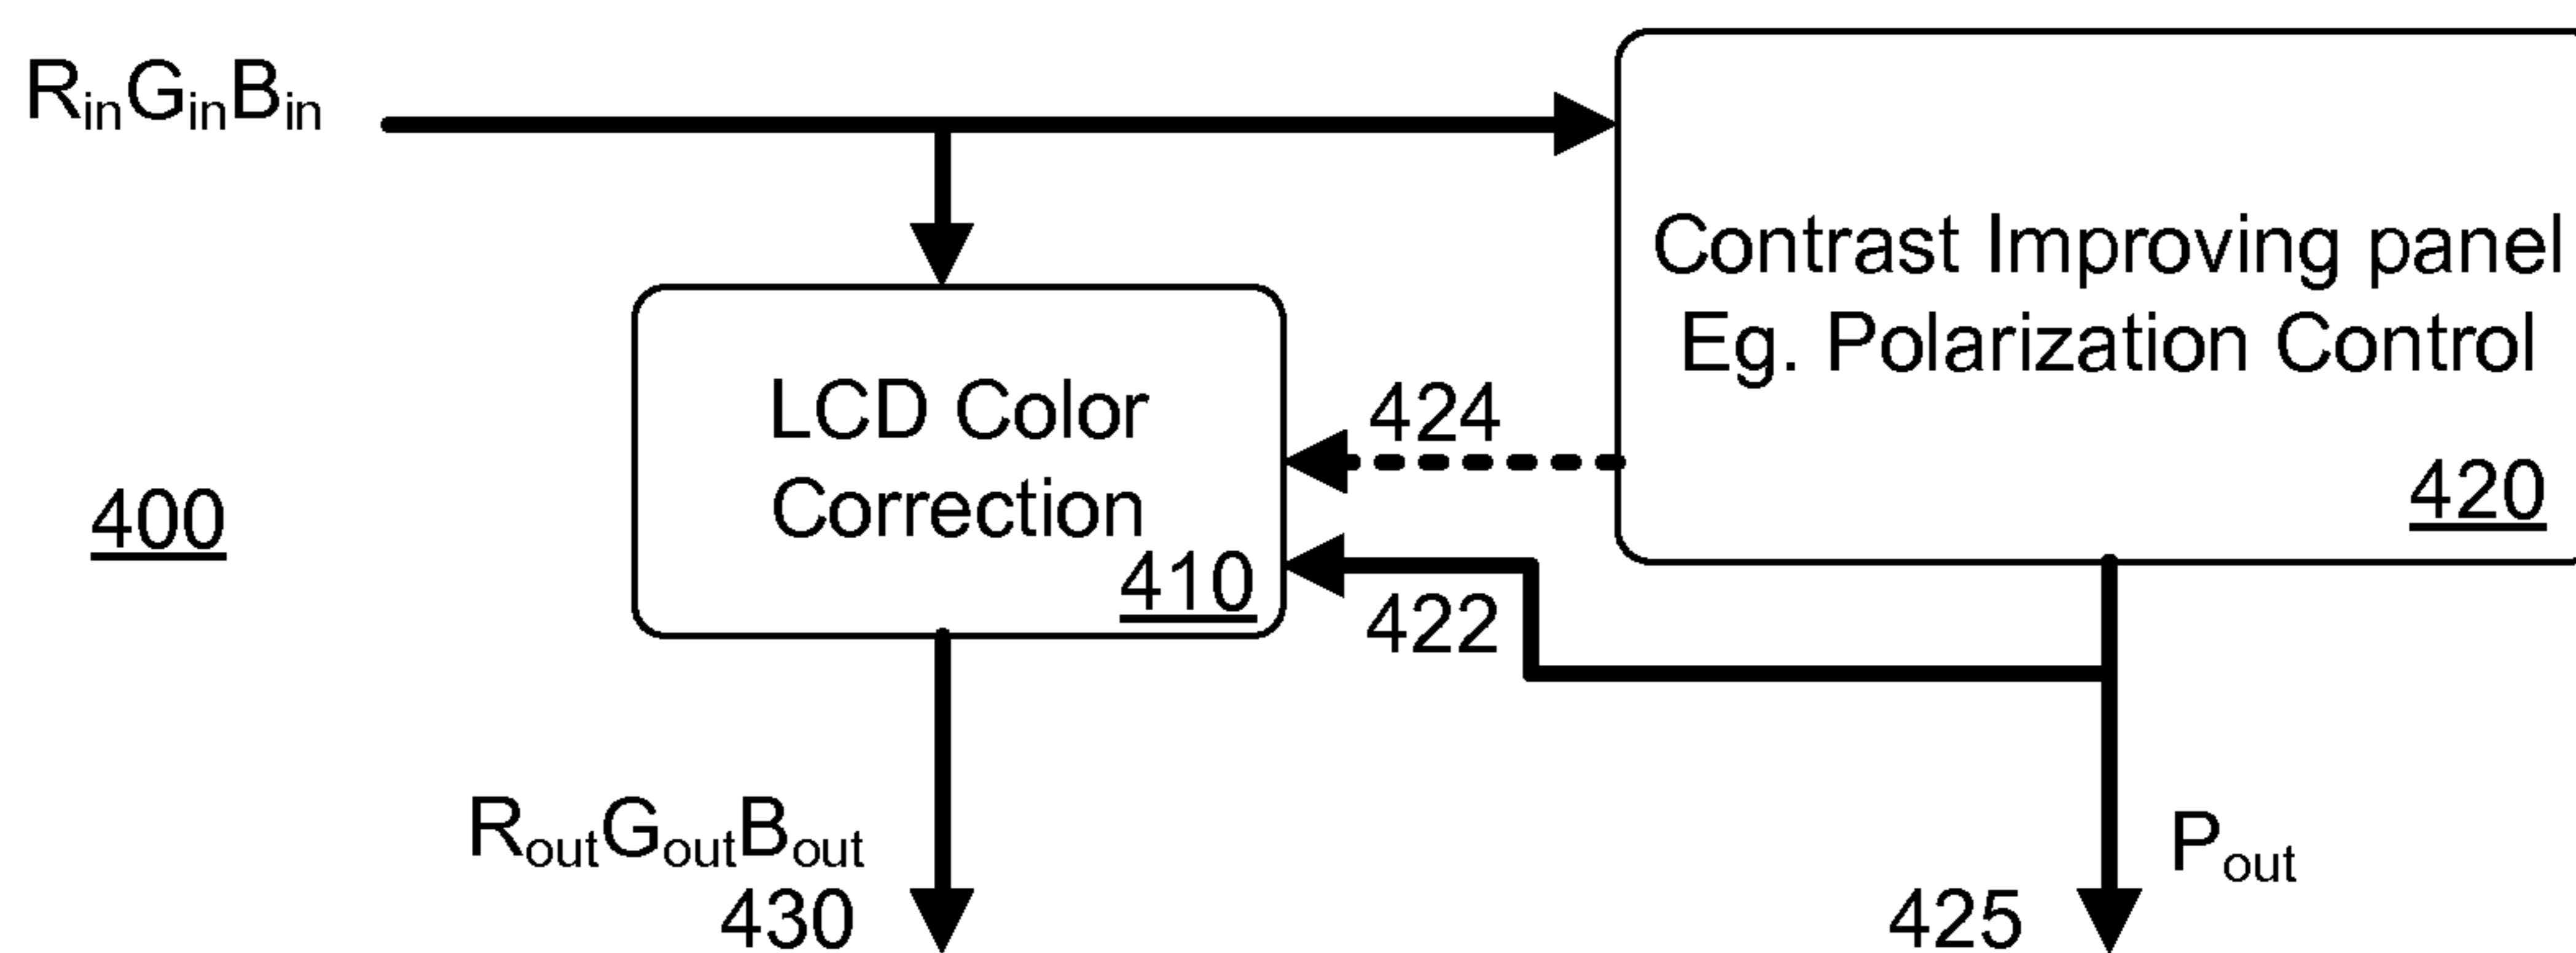 RinGinBin
Contrast Improving panel
Eg. Polarization Control
420
LCD Color
Correction
410
424
422
400
RoutGoutBout
430
Pout
425